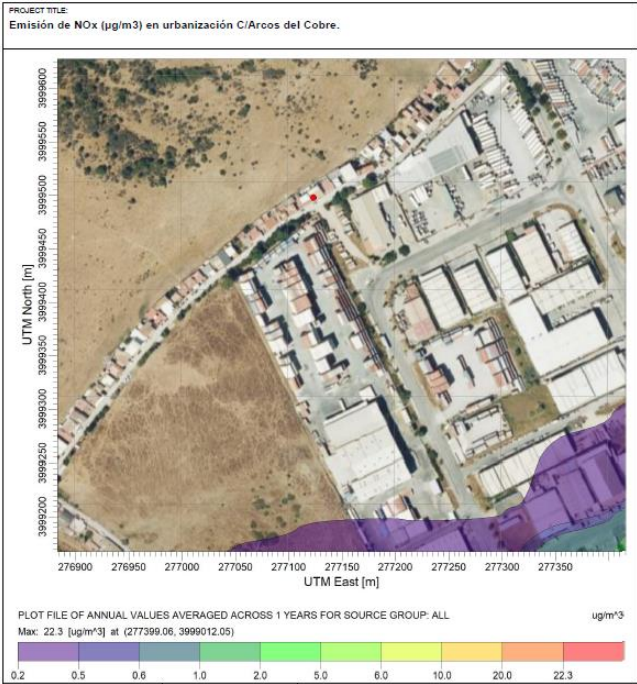 PROJECT TITLE:
Emisión de NOx (µg/m3) en urbanización C/Arcos del Cobre.
UTM North [m]
3999600
3999550
3999500
3999450
3999400
3999350
3999300
3999250
3999200
276900 276950 277000 277050 277100 277150 277200 277250 277300 277350
UTM East [m]
PLOT FILE OF ANNUAL VALUES AVERAGED ACROSS 1 YEARS FOR SOURCE GROUP: ALL ug/m^3
Max: 22.3 [ug/m^3] at (277399.06, 3999012.05)
0.2 0.5 0.6 1.0 2.0 5.0 6.0 10.0 20.0 22.3